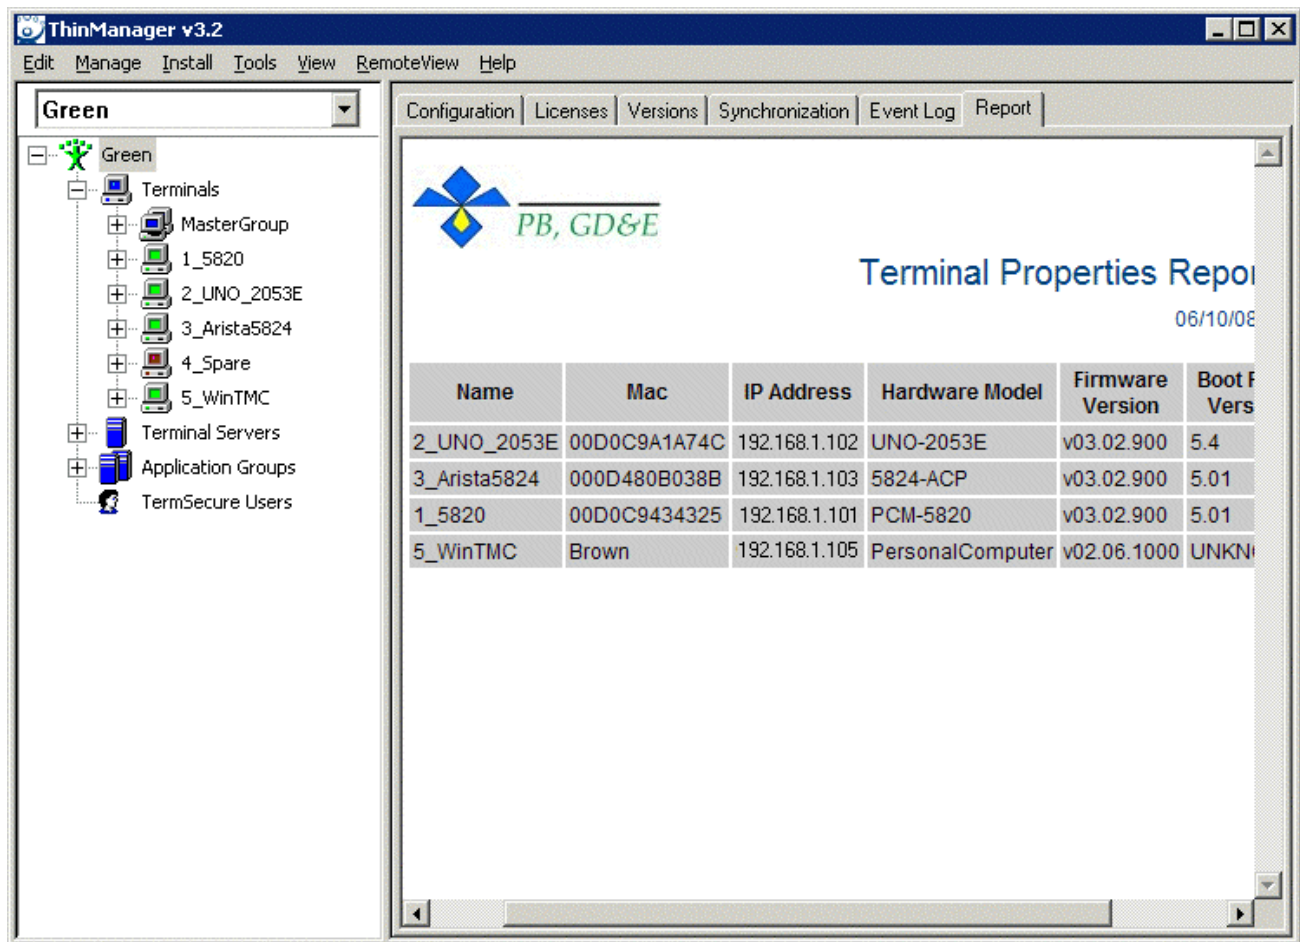 ThinManager v3.2
Edit Manage Install Tools View RemoteView Help
Green
Green
Terminals
MasterGroup
1_5820
2_UNO_2053E
3_Arista5824
4_Spare
5_WinTMC
Terminal Servers
Application Groups
TermSecure Users
Configuration Licenses Versions Synchronization Event Log Report
PB, GD&E
Terminal Properties Repor
06/10/08
Name Mac IP Address Hardware Model Firmware Version Boot F Vers
2_UNO_2053E 00D0C9A1A74C 192.168.1.102 UNO-2053E v03.02.900 5.4
3_Arista5824 000D480B038B 192.168.1.103 5824-ACP v03.02.900 5.01
1_5820 00D0C9434325 192.168.1.101 PCM-5820 v03.02.900 5.01
5_WinTMC Brown 192.168.1.105 PersonalComputer v02.06.1000 UNKN